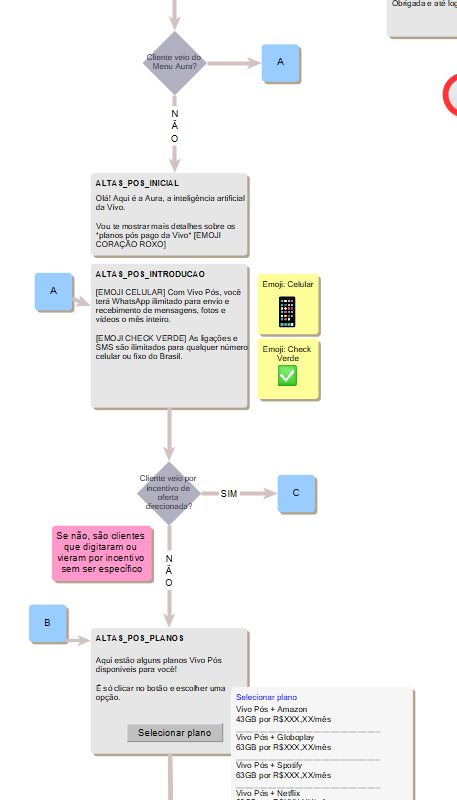 Obrigada e até log
Cliente veio do
Menu Aura?
A
N
Ã
O
ALTAS_POS_INICIAL
Olá! Aqui é a Aura, a inteligência artificial
da Vivo.
Vou te mostrar mais detalhes sobre os
*planos pós pago da Vivo* [EMOJI
CORAÇÃO ROXO]
A
ALTAS_POS_INTRODUCAO
[EMOJI CELULAR] Com Vivo Pós, você
terá WhatsApp ilimitado para envio e
recebimento de mensagens, fotos e
vídeos o mês inteiro.
[EMOJI CHECK VERDE] As ligações e
SMS são ilimitados para qualquer número
celular ou fixo do Brasil.
Emoji: Celular
Emoji: Check
Verde
Cliente veio por
incentivo de
oferta
direcionada?
SIM
C
Se não, são clientes
que digitaram ou
vieram por incentivo
sem ser específico
N
Ã
O
B
ALTAS_POS_PLANOS
Aqui estão alguns planos Vivo Pós
disponíveis para você!
É só clicar no botão e escolher uma
opção.
Selecionar plano
Selecionar plano
Vivo Pós + Amazon
43GB por R$XXX,XX/mês
Vivo Pós + Globoplay
63GB por R$XXX,XX/mês
Vivo Pós + Spotify
63GB por R$XXX,XX/mês
Vivo Pós + Netflix